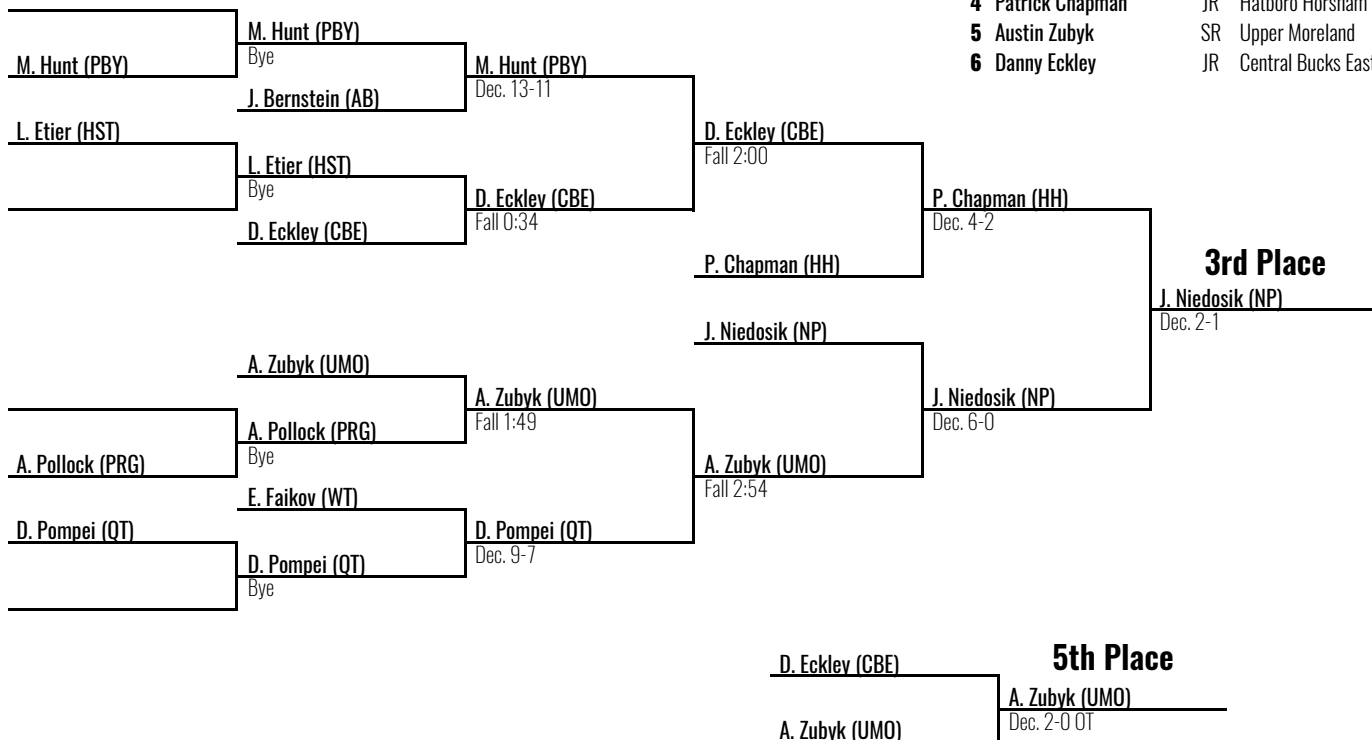 4 Patrick Chapman JR Hatboro Horsham
5 Austin Zubyk SR Upper Moreland
6 Danny Eckley JR Central Bucks East
M. Hunt (PBY)
M. Hunt (PBY)
Bye
J. Bernstein (AB)
M. Hunt (PBY)
Dec. 13-11
L. Etier (HST)
L. Etier (HST)
Bye
D. Eckley (CBE)
D. Eckley (CBE)
Fall 0:34
D. Eckley (CBE)
Fall 2:00
P. Chapman (HH)
P. Chapman (HH)
Dec. 4-2
3rd Place
J. Niedosik (NP)
Dec. 2-1
J. Niedosik (NP)
J. Niedosik (NP)
Dec. 6-0
A. Zubyk (UMO)
A. Pollock (PRG)
A. Pollock (PRG)
Bye
A. Zubyk (UMO)
Fall 1:49
A. Zubyk (UMO)
Fall 2:54
E. Faikov (WT)
D. Pompei (QT)
D. Pompei (QT)
Bye
D. Pompei (QT)
Dec. 9-7
5th Place
D. Eckley (CBE)
A. Zubyk (UMO)
A. Zubyk (UMO)
Dec. 2-0 OT